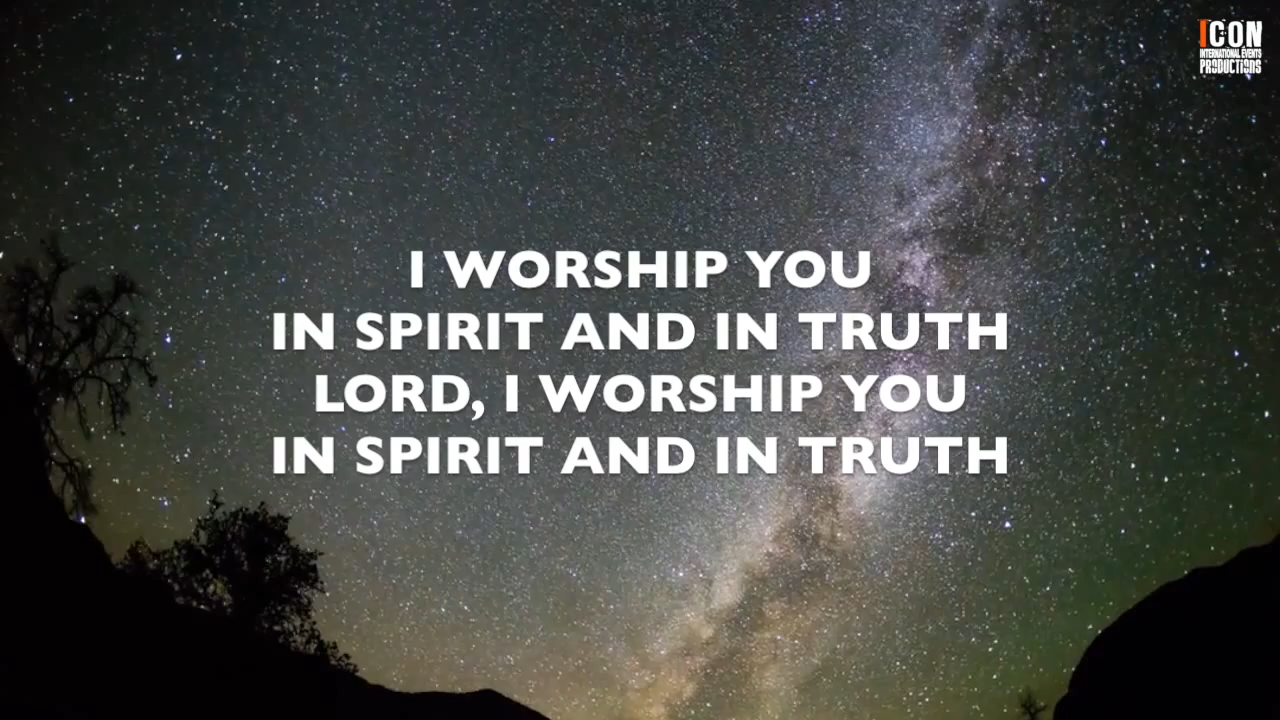 ICON
INTERNATIONAL EVENTS
PRODUCTIONS
I WORSHIP YOU
IN SPIRIT AND IN TRUTH
LORD, I WORSHIP YOU
IN SPIRIT AND IN TRUTH